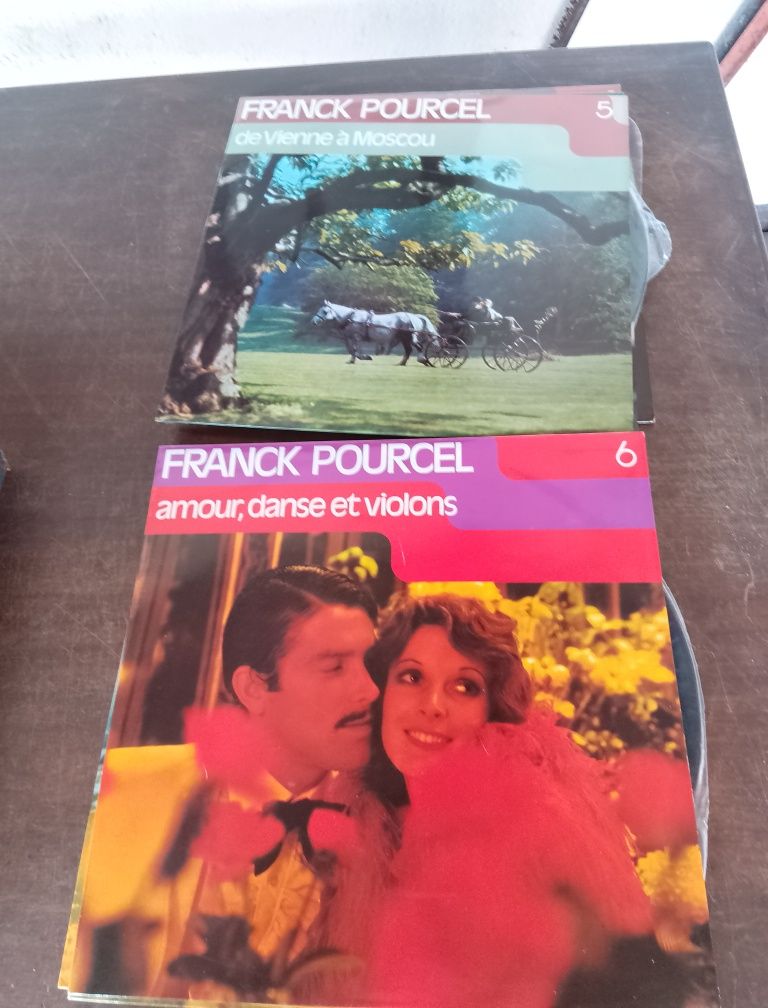 FRANCK POURCEL 5
de Vienne à Moscou
FRANCK POURCEL 6
amour, danse et violons